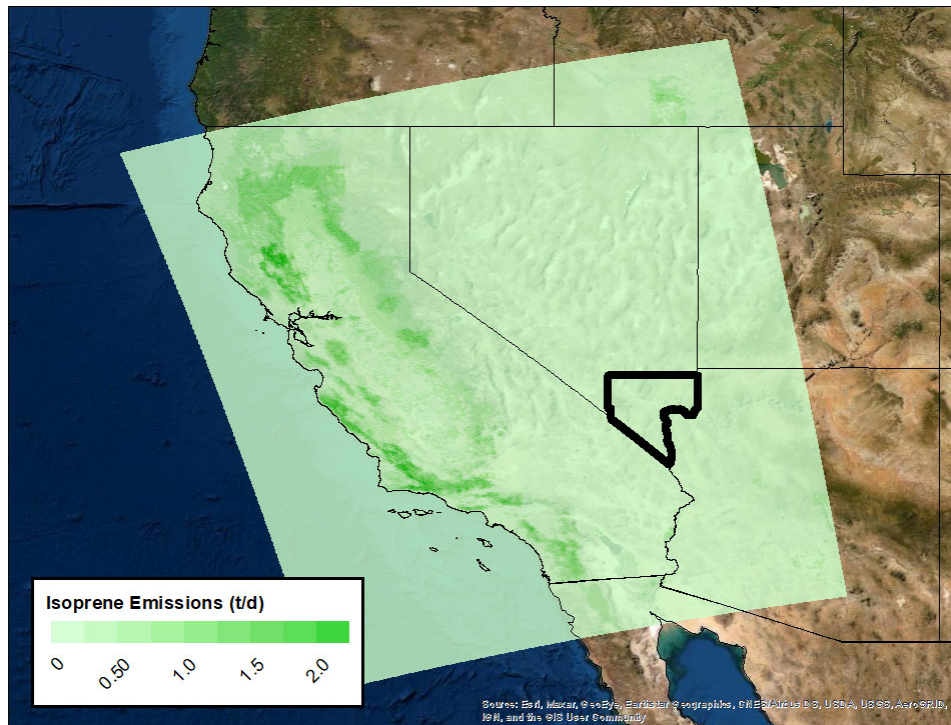 Isoprene Emissions (t/d)
0 0.50 1.0 1.5 2.0
Source: Esri, Maxar, GeoEye, Earthstar Geographics, CNES/Airbus DS, USDA, USGS, AeroGRID,
IGN, and the GIS User Community